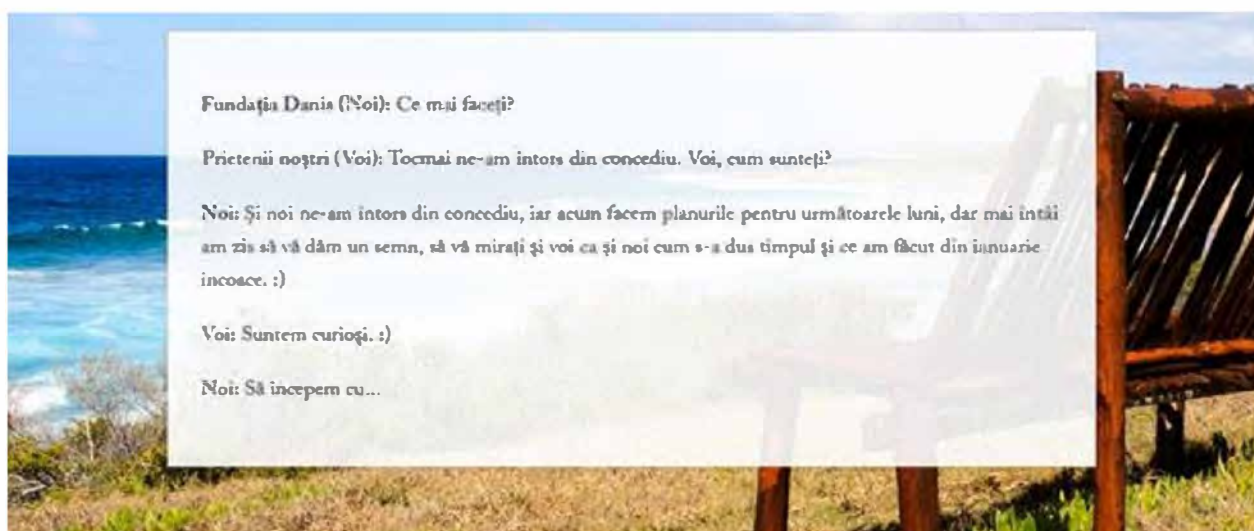 Fundația Dania (Noi): Ce mai faceți?
Prietenii noștri (Voi): Tocmai ne-am intors din concediu. Voi, cum sunteți?
Noi: Și noi ne-am intors din concediu, iar acum facem planurile pentru următoarele luni, dar mai întâi
am zis să vă dăm un semn, să vă mirați și voi ca și noi cum s-a dus timpul și ce am făcut din ianuarie
incoace. :)
Voi: Suntem curioși. :)
Noi: Să incepem cu...